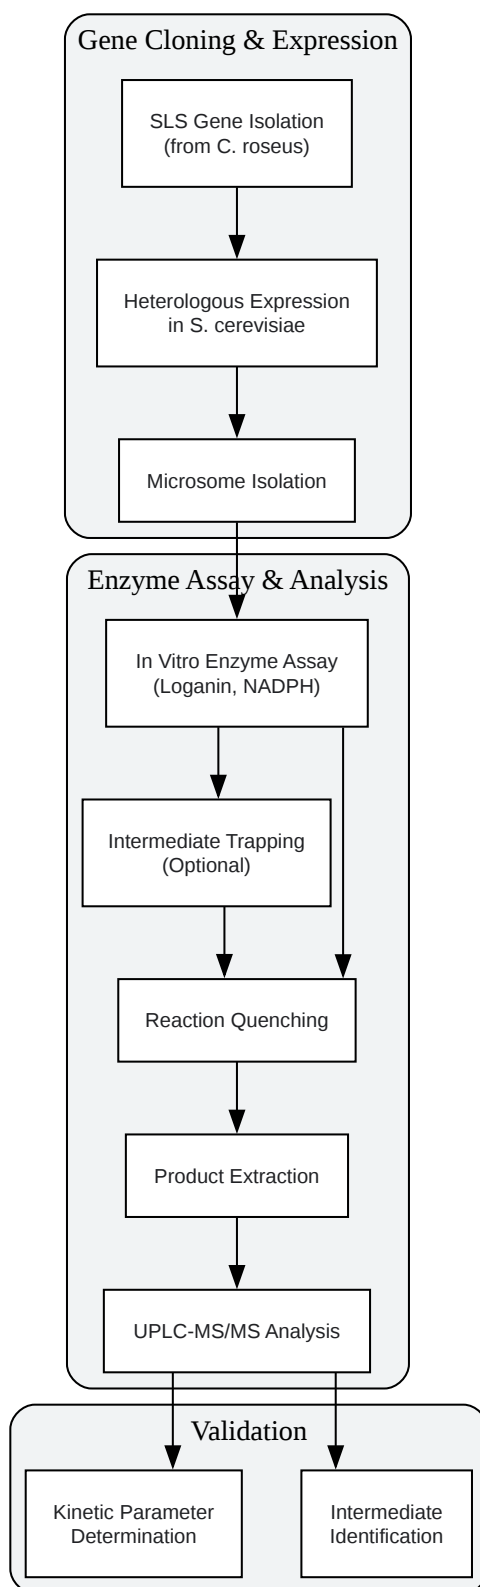 Gene Cloning & Expression
SLS Gene Isolation
(from C. roseus)
Heterologous Expression
in S. cerevisiae
Microsome Isolation
Enzyme Assay & Analysis
In Vitro Enzyme Assay
(Loganin, NADPH)
Intermediate Trapping
(Optional)
Reaction Quenching
Product Extraction
UPLC-MS/MS Analysis
Validation
Kinetic Parameter
Determination
Intermediate
Identification